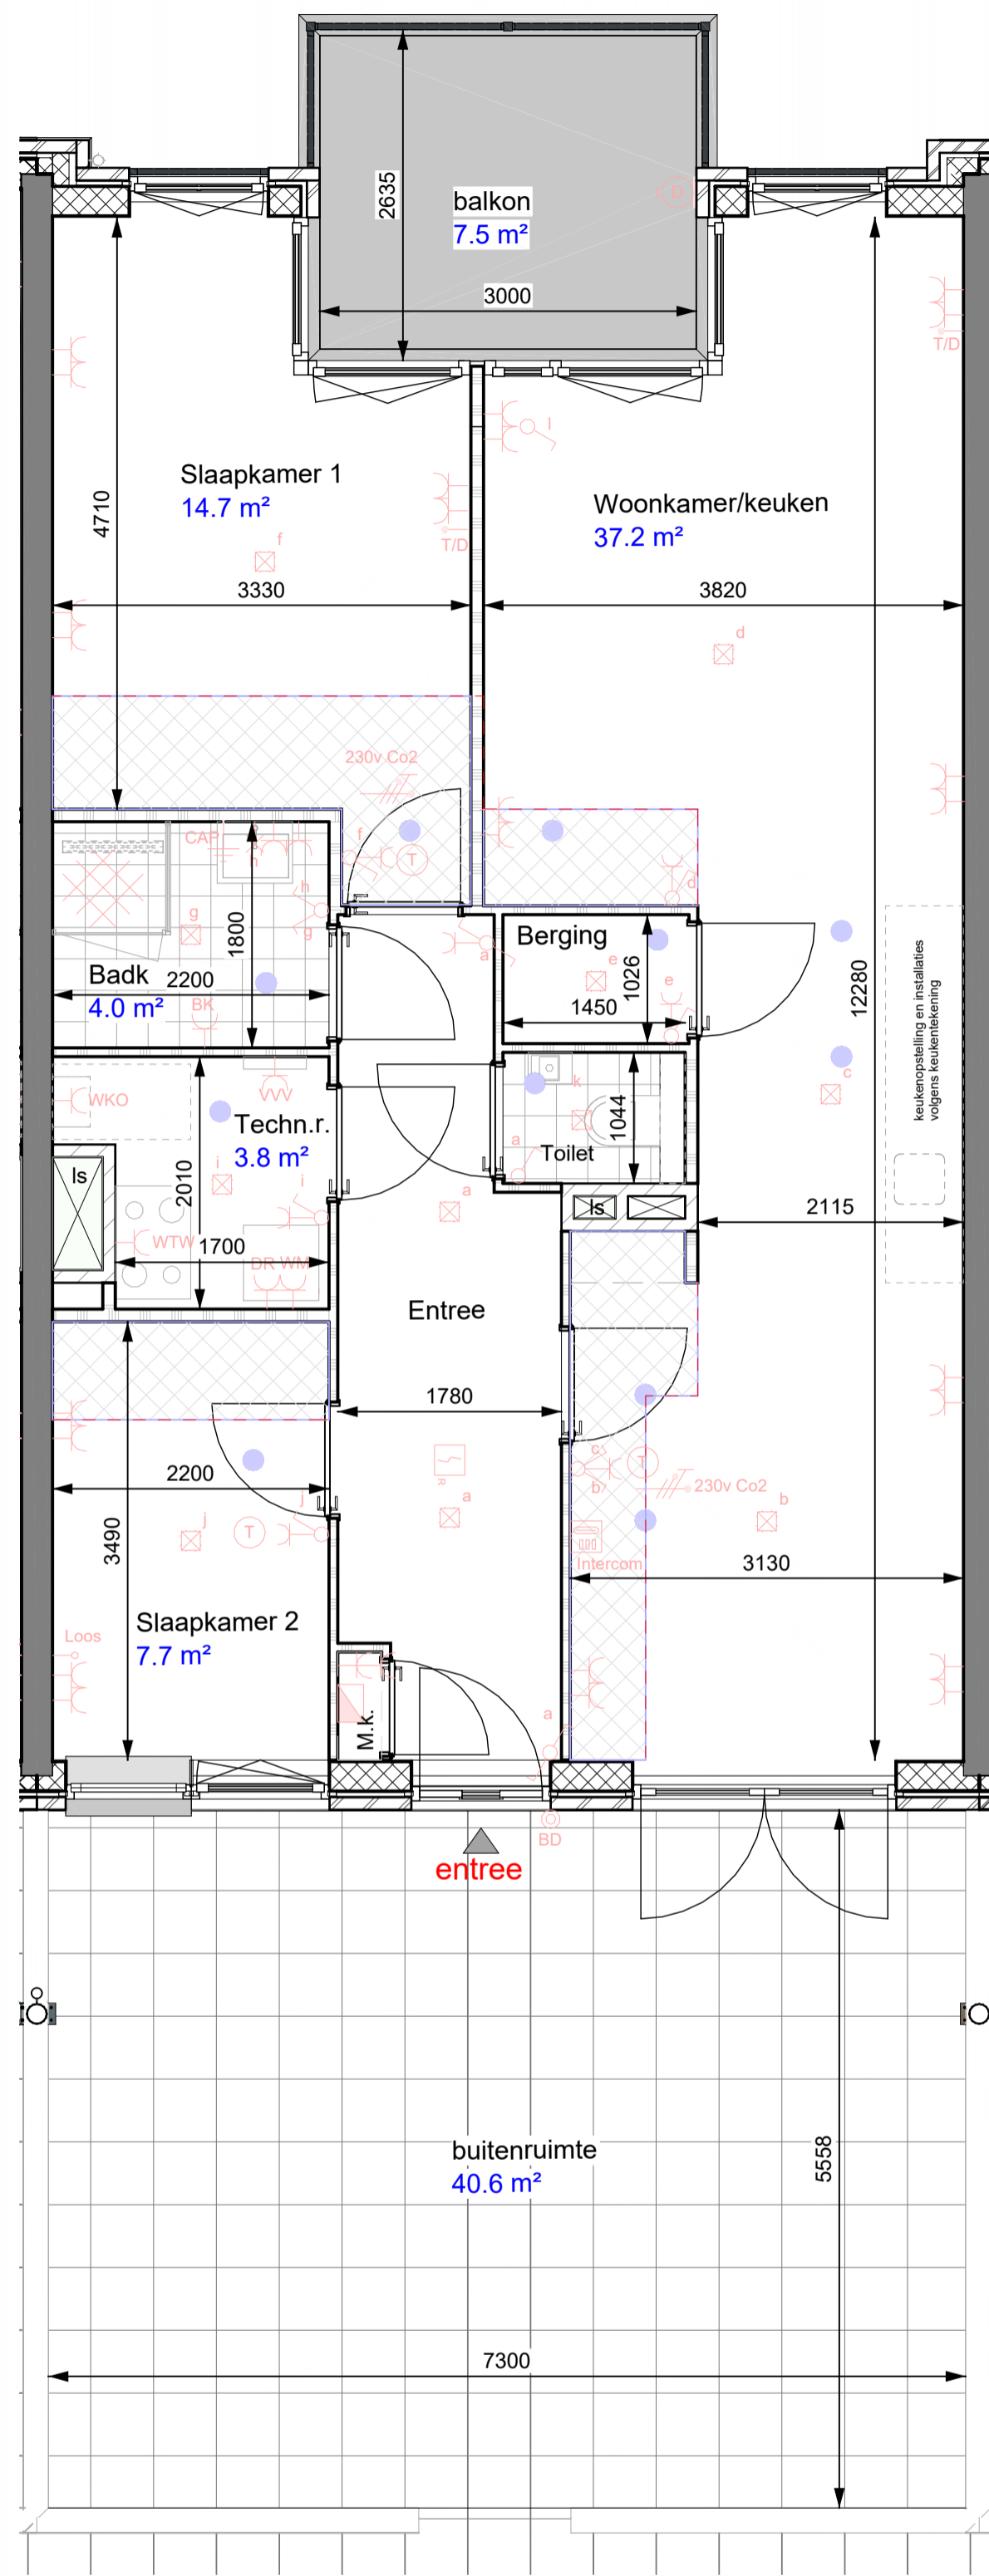 2635
balkon
7.5 m²
3000
T/D
l
Slaapkamer 1
14.7 m²
4710
Woonkamer/keuken
37.2 m²
T/D
f
3330
3820
d
230v Co2
CAP
h
f
T
d
h
g
g
1800
a
Berging
e
1026
e
1450
Badk
4.0 m²
2200
BK
12280
keukenopstelling en installaties
volgens keukentekening
WKO
VVV
k
c
1044
Techn.r.
3.8 m²
a
Toilet
ls
2010
i
i
a
ls
2115
WTW
1700
DR WM
Entree
1780
2200
c
b
T
230v Co2
R
a
b
j
j
T
3490
Intercom
3130
Slaapkamer 2
7.7 m²
Loos
M.k.
a
BD
entree
buitenruimte
40.6 m²
5558
7300